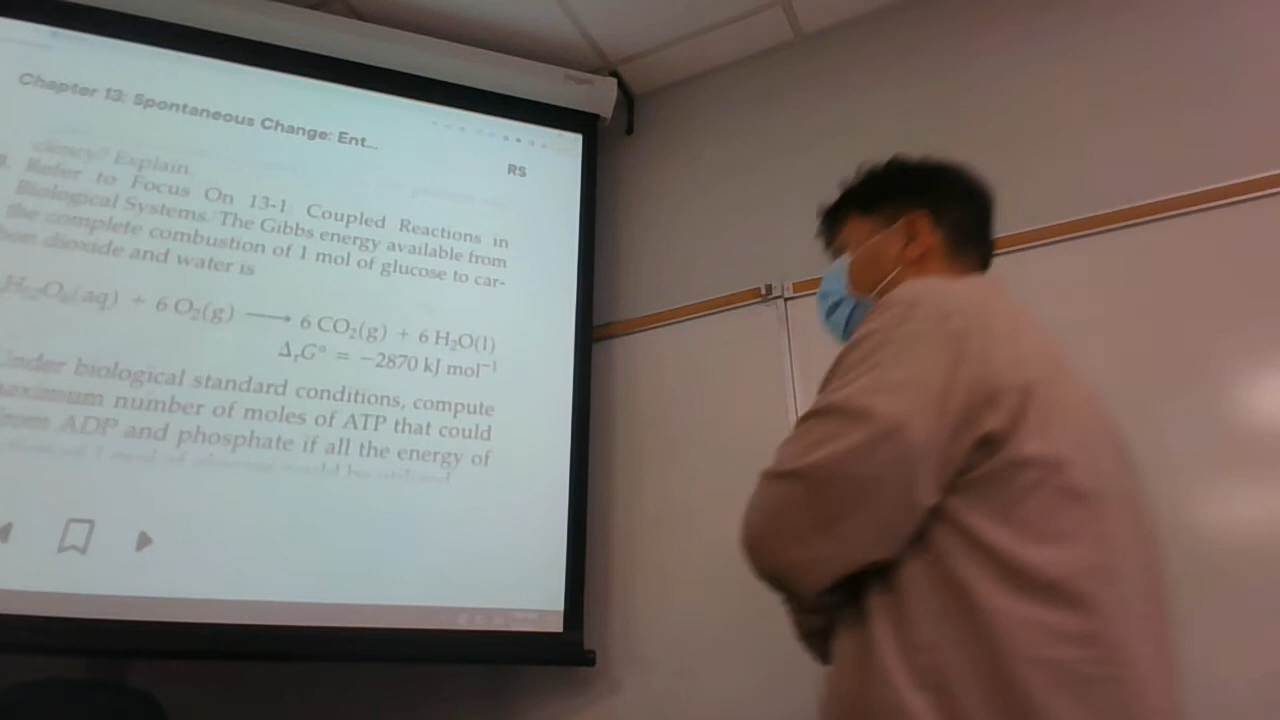 Chapter 13: Spontaneous Change: Ent...
RS
Explain.
Refer to Focus On 13-1, Coupled Reactions in
Biological Systems. The Gibbs energy available from
the complete combustion of 1 mol of glucose to car-
dioxide and water is
(aq) + 6 O₂(g) ⟶ 6 CO₂(g) + 6 H₂O(l)
ΔᵣG° = −2870 kJ mol⁻¹
biological standard conditions, compute
number of moles of ATP that could
ADP and phosphate if all the energy of